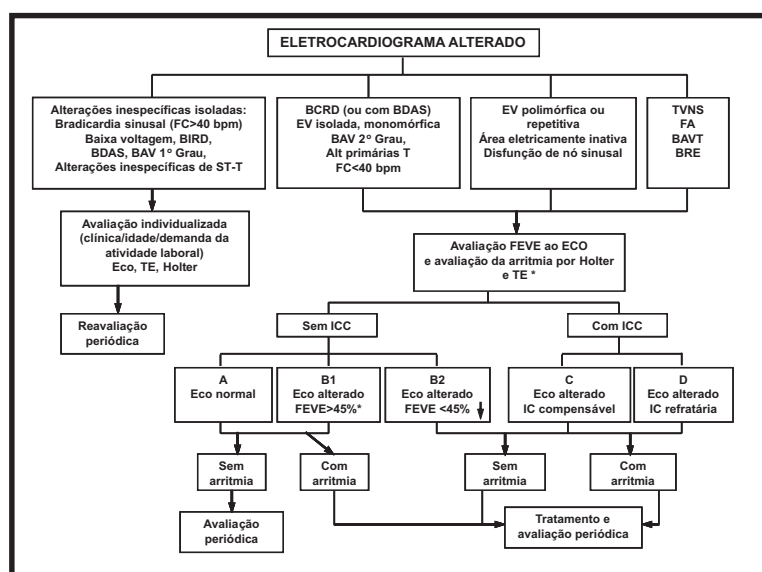 ELETROCARDIOGRAMA ALTERADO
Alterações inespecíficas isoladas:
Bradicardia sinusal (FC>40 bpm)
Baixa voltagem, BIRD,
BDAS, BAV 1º Grau,
Alterações inespecíficas de ST-T
BCRD (ou com BDAS)
EV isolada, monomórfica
BAV 2º Grau,
Alt primárias T
FC<40 bpm
EV polimórfica ou
repetitiva
Área eletricamente inativa
Disfunção de nó sinusal
TVNS
FA
BAVT
BRE
Avaliação individualizada
(clínica/idade/demanda da
atividade laboral)
Eco, TE, Holter
Avaliação FEVE ao ECO
e avaliação da arritmia por Holter
e TE *
Reavaliação
periódica
Sem ICC
Com ICC
A
Eco normal
B1
Eco alterado
FEVE>45%*
B2
Eco alterado
FEVE <45%
C
Eco alterado
IC compensável
D
Eco alterado
IC refratária
Sem
arritmia
Com
arritmia
Sem
arritmia
Com
arritmia
Avaliação
periódica
Tratamento e
avaliação periódica